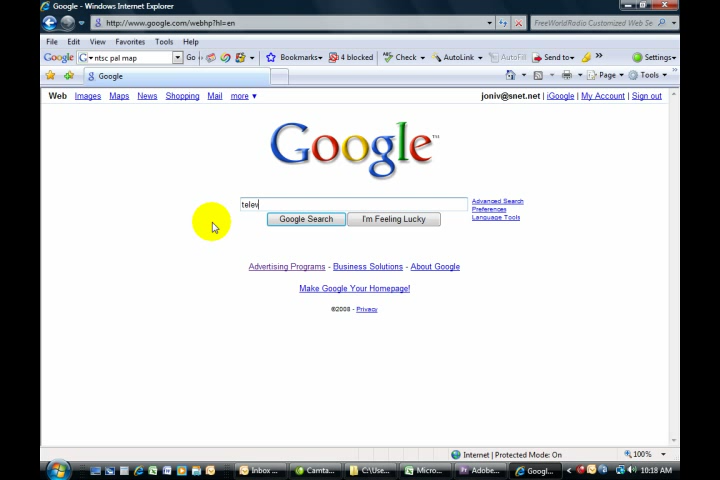 Google - Windows Internet Explorer
http://www.google.com/webhp?hl=en
FreeWorldRadio Customized Web Se
File Edit View Favorites Tools Help
Google ntsc pal map Go Bookmarks 4 blocked Check AutoLink AutoFill Send to Settings
Google
Page Tools
Web Images Maps News Shopping Mail more joniv@snet.net | iGoogle | My Account | Sign out
Google™
telev
Advanced Search
Preferences
Language Tools
Google Search I'm Feeling Lucky
Advertising Programs - Business Solutions - About Google
Make Google Your Homepage!
©2008 - Privacy
Internet | Protected Mode: On 100%
Inbox ... Camta... C:\Use... Micro... Adobe... Googl... 10:18 AM